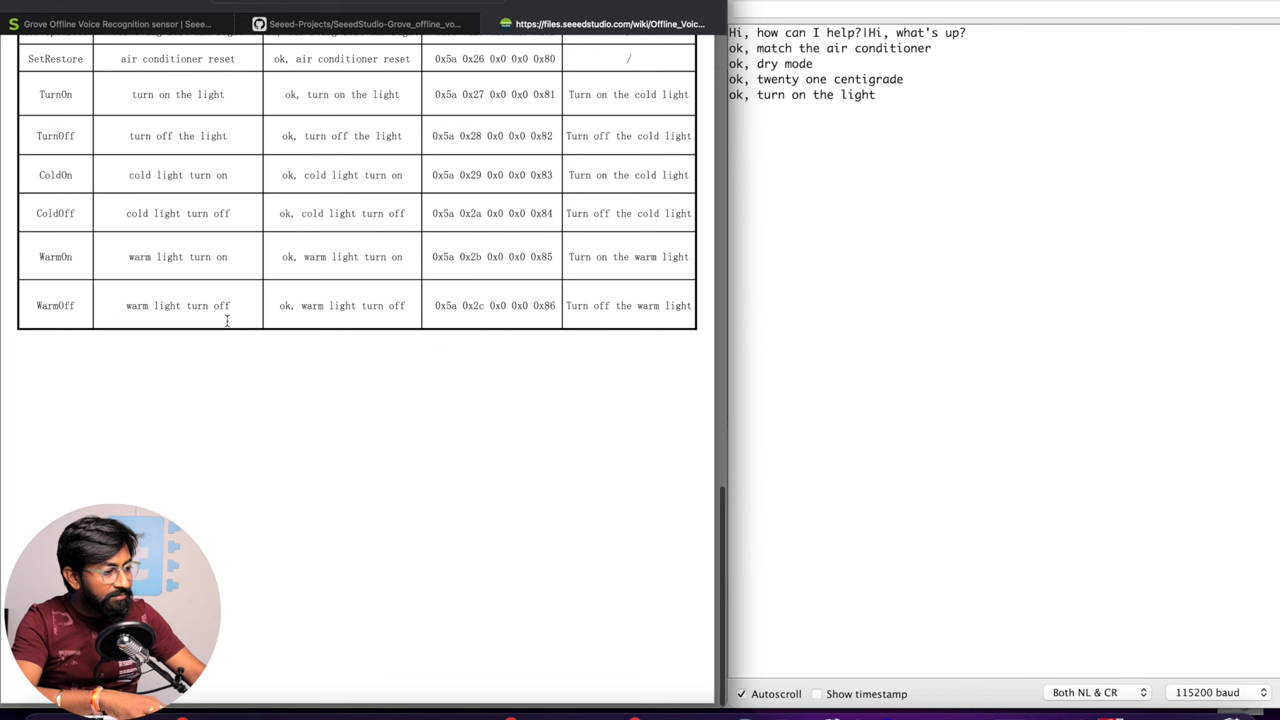 Grove Offline Voice Recognition sensor | Seee...
Seeed-Projects/SeeedStudio-Grove_offline_vo...
https://files.seeedstudio.com/wiki/Offline_Voic...
SetRestore air conditioner reset ok, air conditioner reset 0x5a 0x26 0x0 0x0 0x80 /
TurnOn turn on the light ok, turn on the light 0x5a 0x27 0x0 0x0 0x81 Turn on the cold light
TurnOff turn off the light ok, turn off the light 0x5a 0x28 0x0 0x0 0x82 Turn off the cold light
ColdOn cold light turn on ok, cold light turn on 0x5a 0x29 0x0 0x0 0x83 Turn on the cold light
ColdOff cold light turn off ok, cold light turn off 0x5a 0x2a 0x0 0x0 0x84 Turn off the cold light
WarmOn warm light turn on ok, warm light turn on 0x5a 0x2b 0x0 0x0 0x85 Turn on the warm light
WarmOff warm light turn off ok, warm light turn off 0x5a 0x2c 0x0 0x0 0x86 Turn off the warm light
Hi, how can I help?|Hi, what's up?
ok, match the air conditioner
ok, dry mode
ok, twenty one centigrade
ok, turn on the light
Autoscroll Show timestamp Both NL & CR 115200 baud